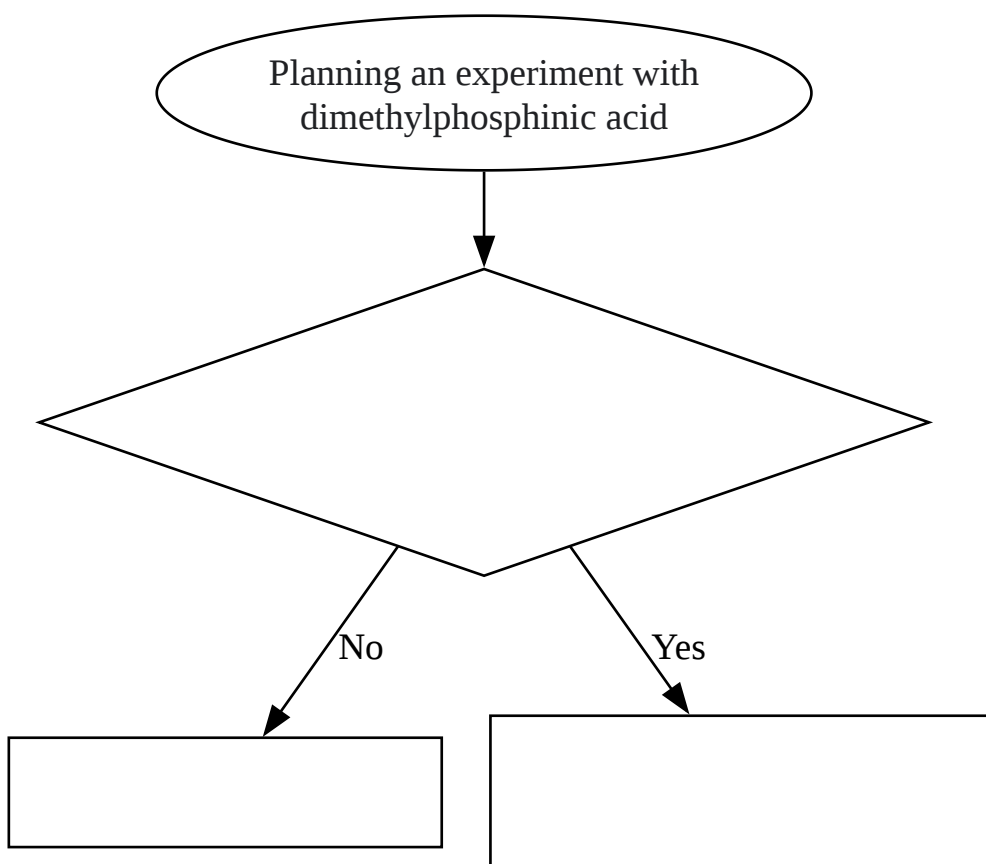 Planning an experiment with
dimethylphosphinic acid
No
Yes